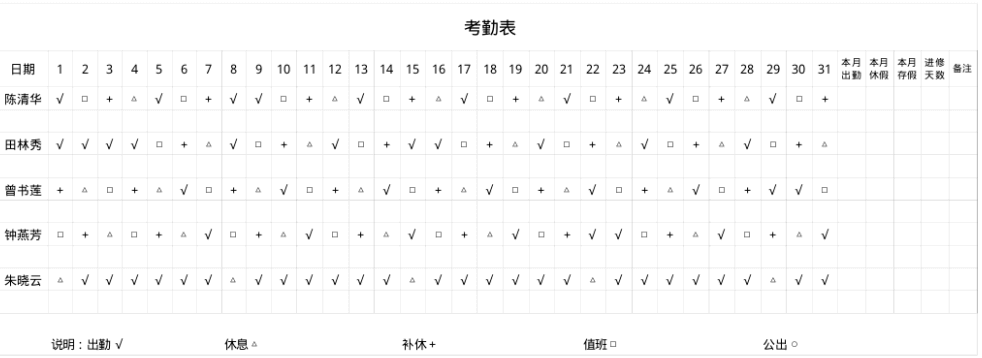 考勤表
日期 1 2 3 4 5 6 7 8 9 10 11 12 13 14 15 16 17 18 19 20 21 22 23 24 25 26 27 28 29 30 31 本月出勤 本月休假 本月存假 进修天数 备注
陈清华 √ □ + △ √ □ + √ √ □ + △ √ □ + △ √ □ + △ √ □ + △ √ □ + △ √ □ +
田林秀 √ √ √ √ □ + △ √ □ + △ √ □ + √ √ □ + △ √ □ + △ √ □ + △ √ □ + △
曾书莲 + △ □ + △ √ □ + △ √ □ + △ √ □ + △ √ □ + △ √ □ + △ √ □ + √ √ □
钟燕芳 □ + △ □ + △ √ □ + △ √ □ + △ √ □ + △ √ □ + √ √ □ + △ √ □ + △ √
朱晓云 △ √ √ √ √ √ √ △ √ √ √ √ √ √ △ √ √ √ √ √ √ △ √ √ √ √ √ √ △ √ √
说明：出勤 √ 休息 △ 补休 + 值班 □ 公出 ○